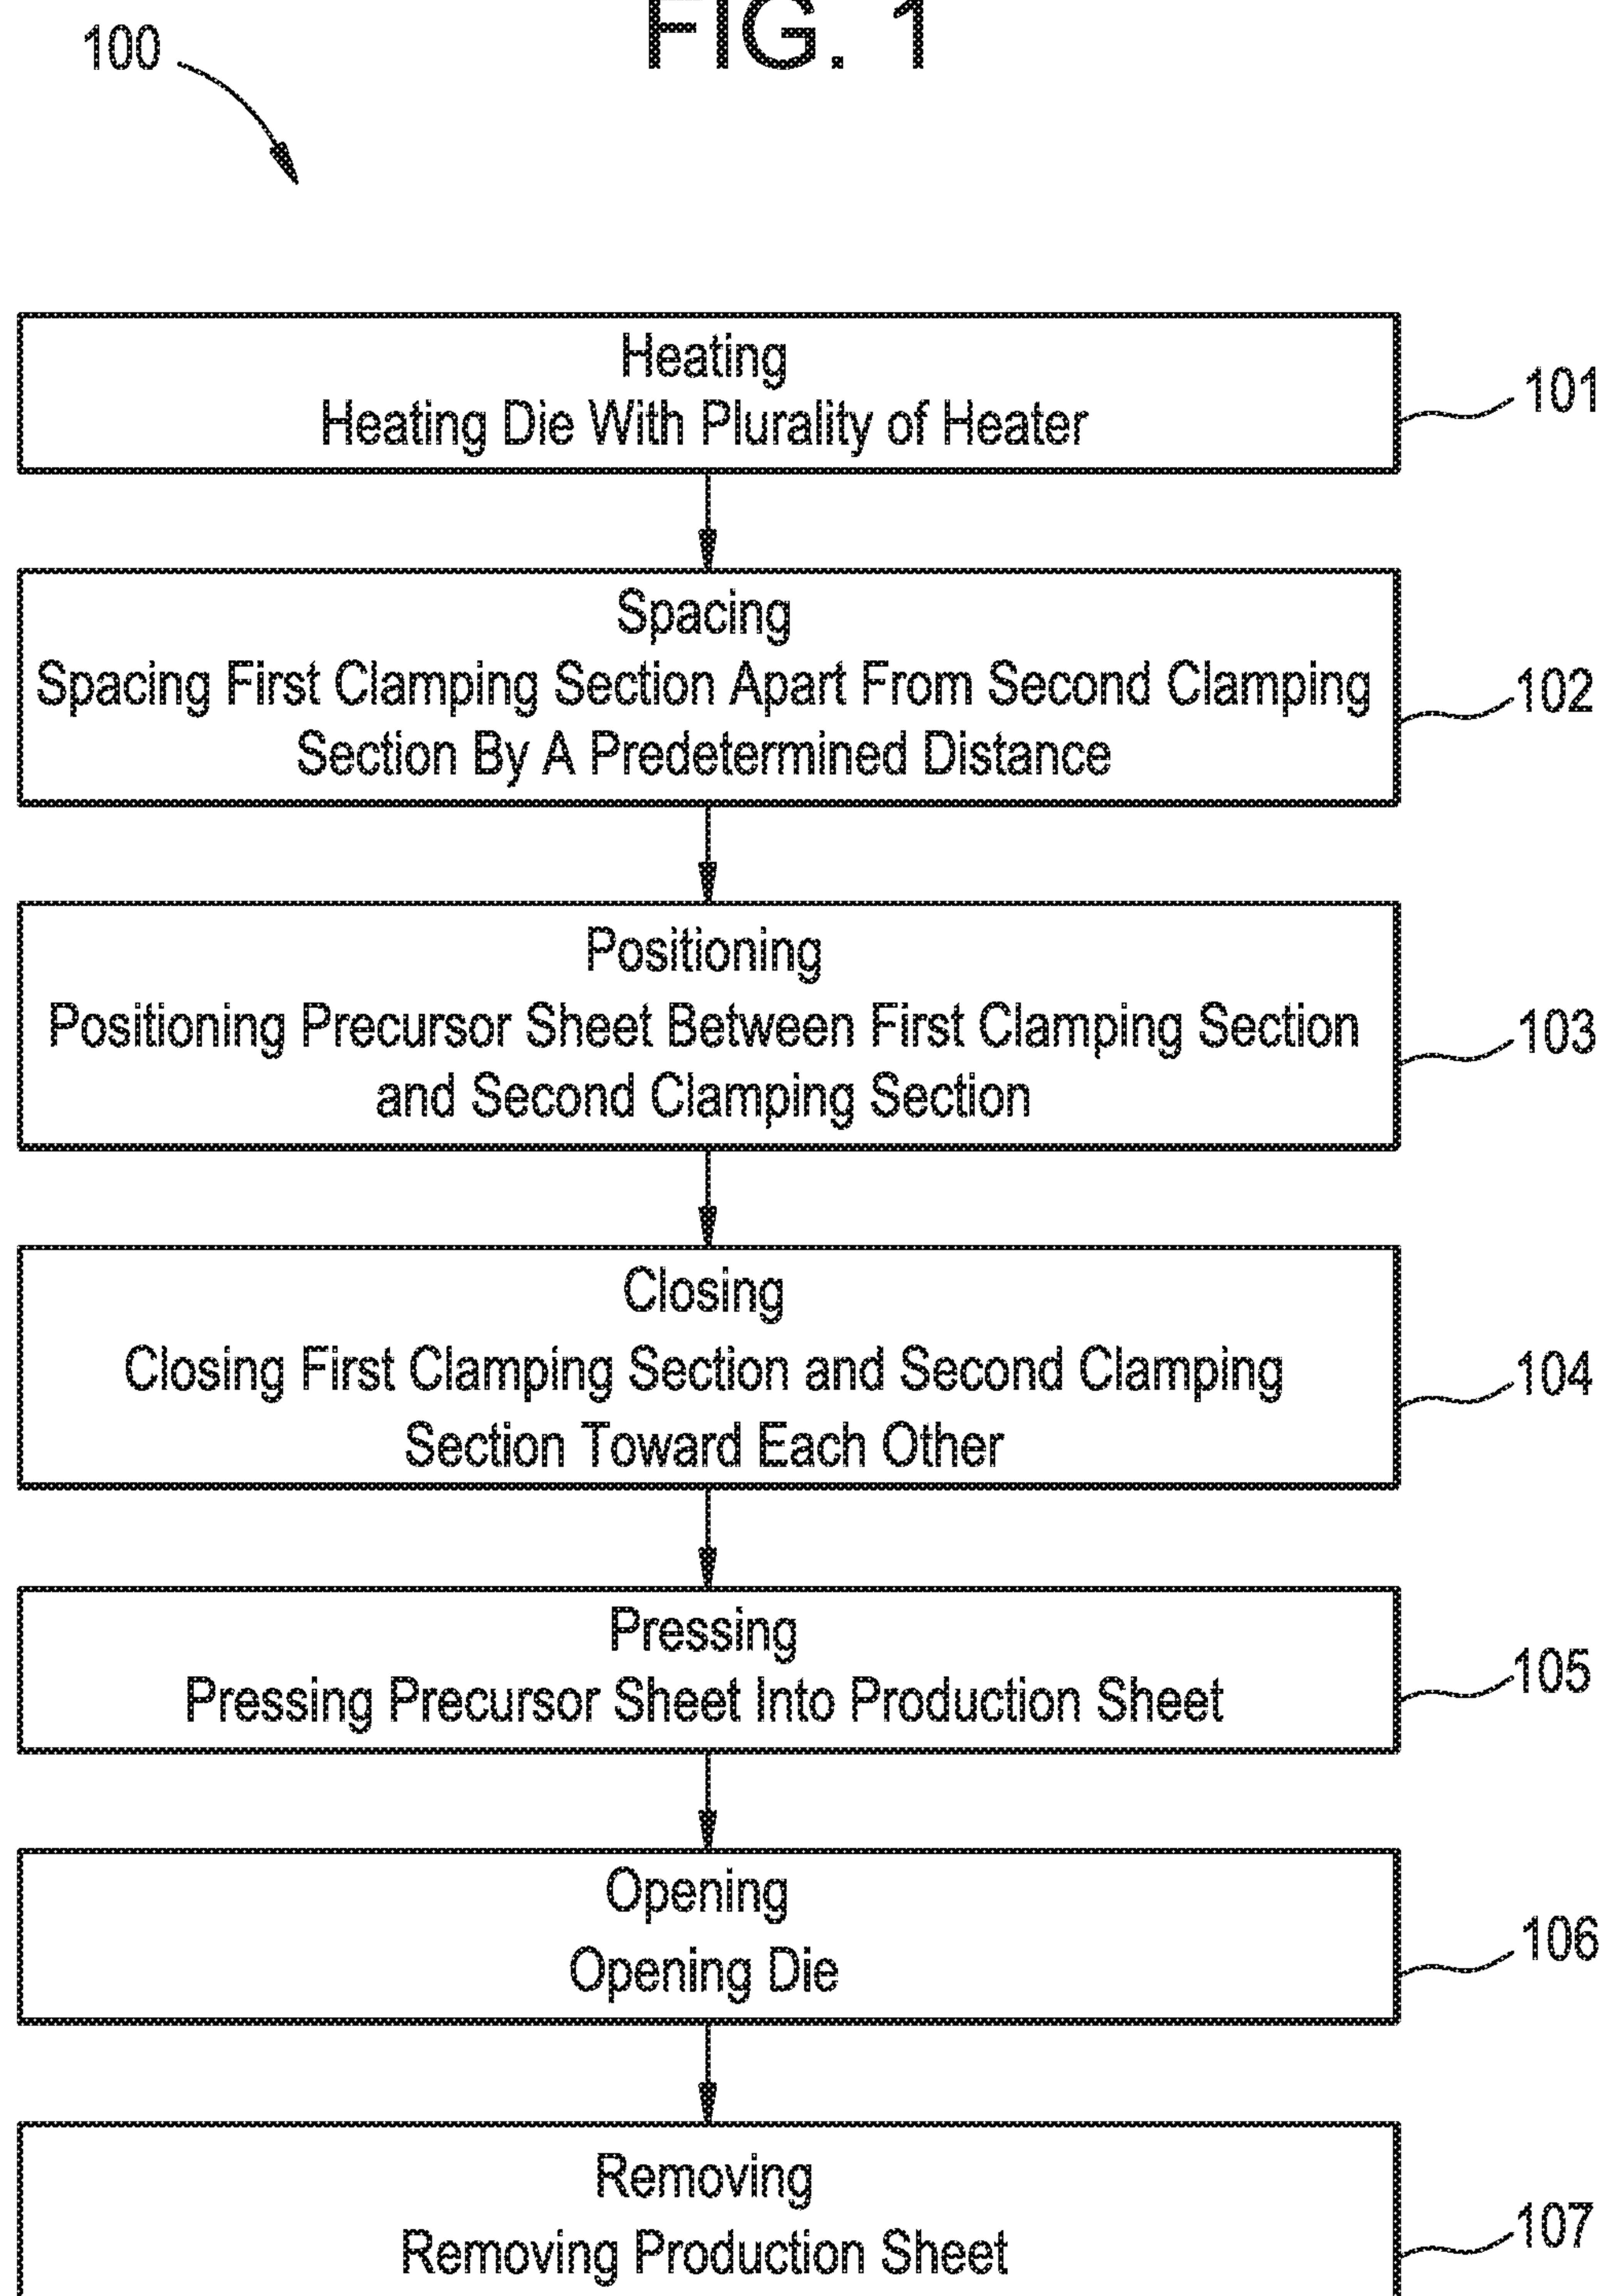 FIG. 1
100
Heating
Heating Die With Plurality of Heater
101
Spacing
Spacing First Clamping Section Apart From Second Clamping
Section By A Predetermined Distance
102
Positioning
Positioning Precursor Sheet Between First Clamping Section
and Second Clamping Section
103
Closing
Closing First Clamping Section and Second Clamping
Section Toward Each Other
104
Pressing
Pressing Precursor Sheet Into Production Sheet
105
Opening
Opening Die
106
Removing
Removing Production Sheet
107